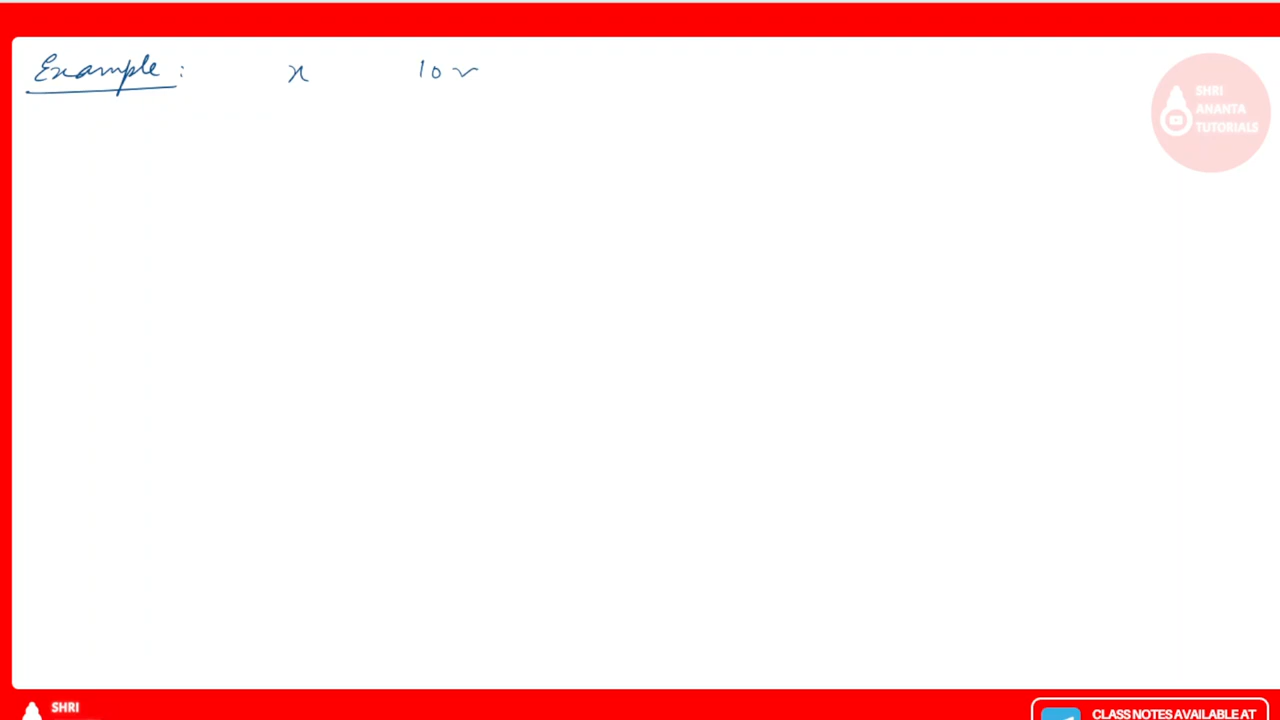 Example : x 10
SHRI
ANANTA
TUTORIALS
SHRI
CLASS NOTES AVAILABLE AT